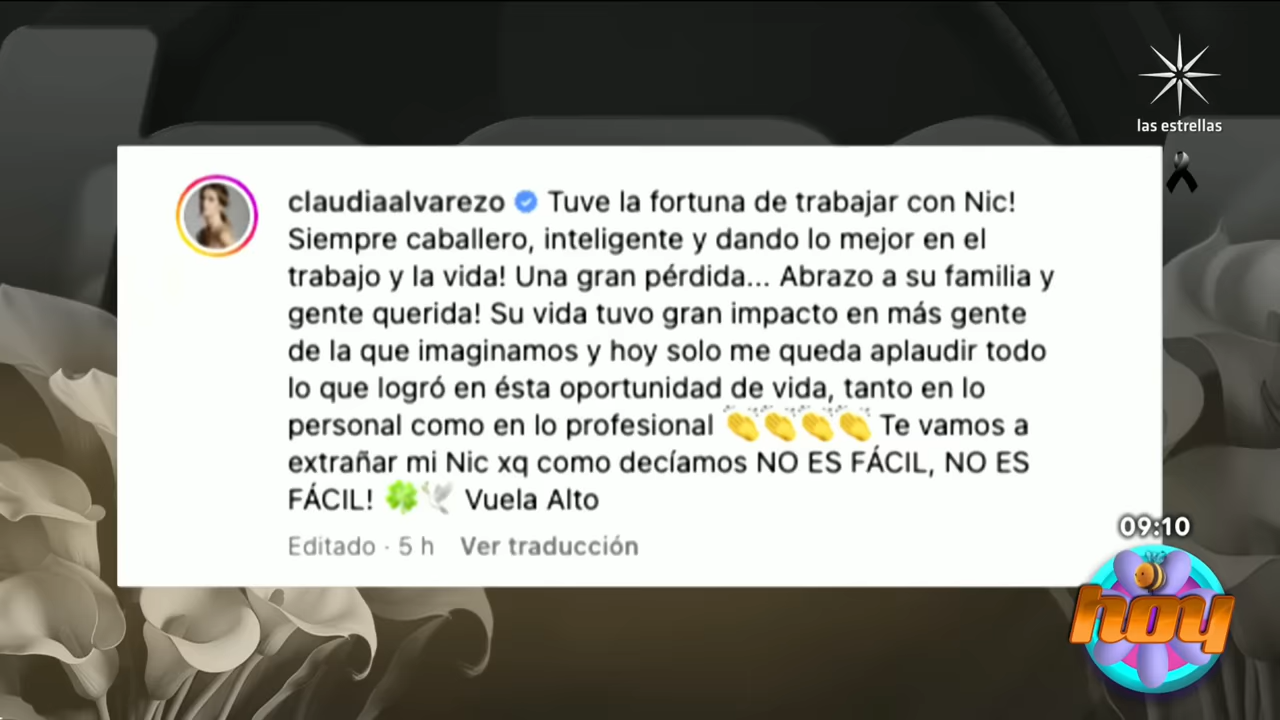 las estrellas
claudiaalvarezo Tuve la fortuna de trabajar con Nic!
Siempre caballero, inteligente y dando lo mejor en el
trabajo y la vida! Una gran pérdida... Abrazo a su familia y
gente querida! Su vida tuvo gran impacto en más gente
de la que imaginamos y hoy solo me queda aplaudir todo
lo que logró en ésta oportunidad de vida, tanto en lo
personal como en lo profesional 👏👏👏👏 Te vamos a
extrañar mi Nic xq como decíamos NO ES FÁCIL, NO ES
FÁCIL! 🍀🕊️ Vuela Alto
Editado · 5 h Ver traducción
09:10
hoy